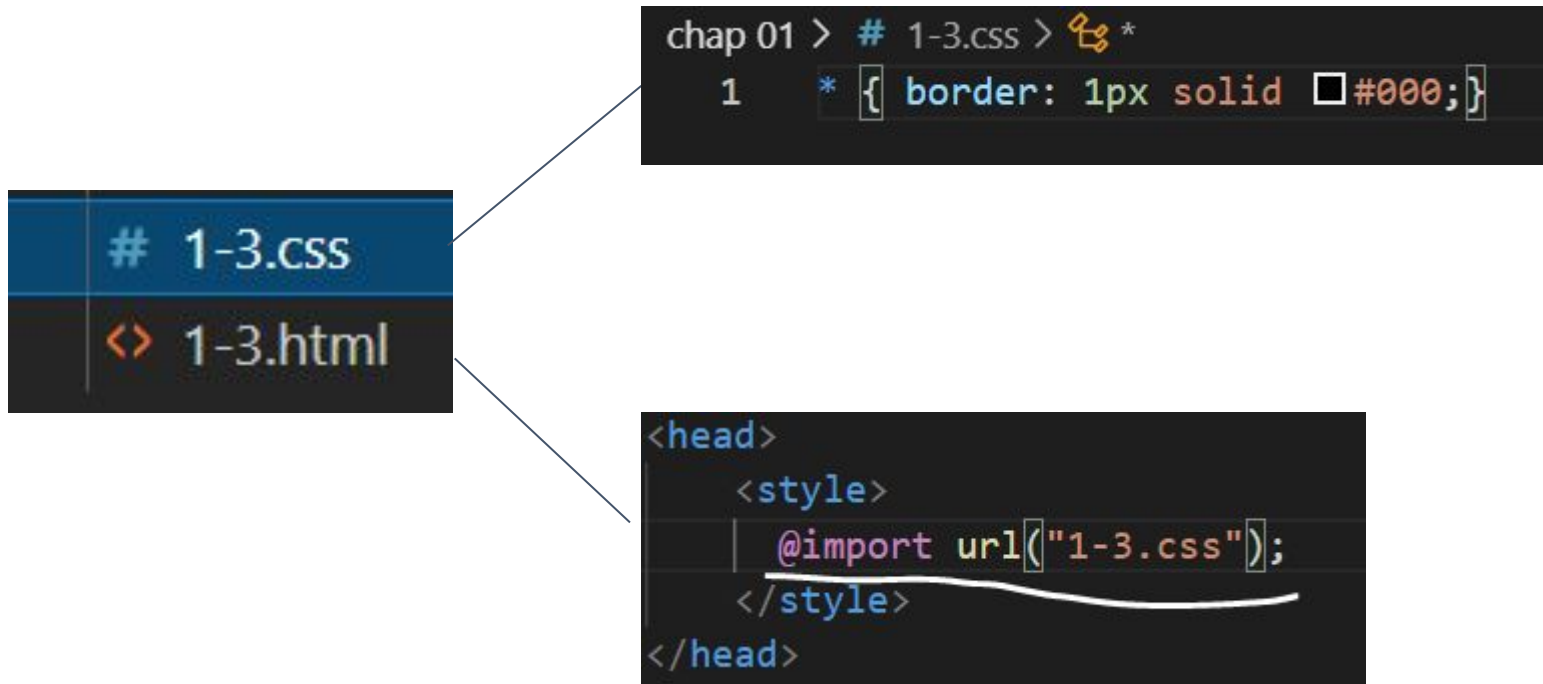 chap 01 > # 1-3.css > *
1 * { border: 1px solid #000;}
# 1-3.css
<> 1-3.html
<head>
<style>
@import url("1-3.css");
</style>
</head>